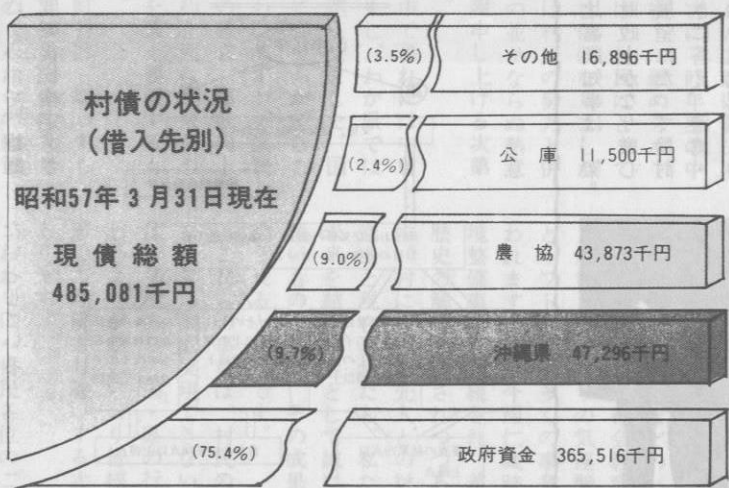 村債の状況
(借入先別)
昭和57年3月31日現在
現債総額
485,081千円
(3.5%) その他 16,896千円
(2.4%) 公庫 11,500千円
(9.0%) 農協 43,873千円
(9.7%) 沖縄県 47,296千円
(75.4%) 政府資金 365,516千円